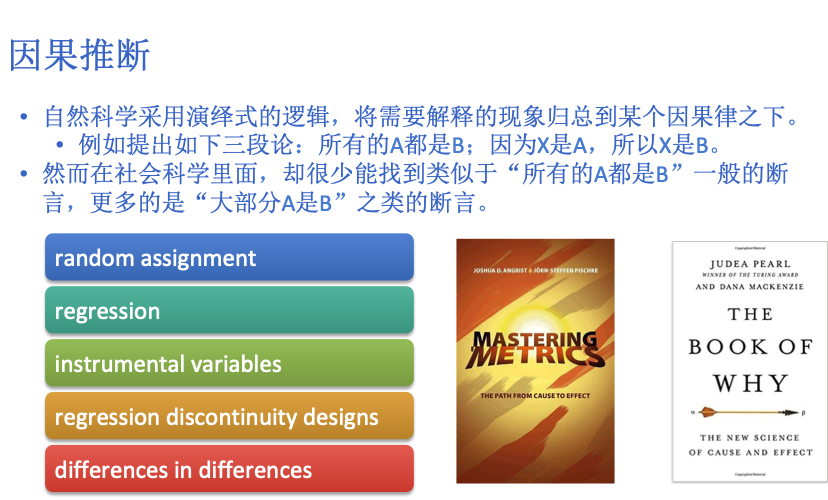 因果推断
• 自然科学采用演绎式的逻辑，将需要解释的现象归总到某个因果律之下。
• 例如提出如下三段论：所有的A都是B；因为X是A，所以X是B。
• 然而在社会科学里面，却很少能找到类似于“所有的A都是B”一般的断
言，更多的是“大部分A是B”之类的断言。
random assignment
regression
instrumental variables
regression discontinuity designs
differences in differences
JOSHUA D. ANGRIST & JÖRN-STEFFEN PISCHKE
MASTERING
METRICS
THE PATH FROM CAUSE TO EFFECT
JUDEA PEARL
WINNER OF THE TURING AWARD
AND DANA MACKENZIE
THE
BOOK OF
WHY
α β
THE NEW SCIENCE
OF CAUSE AND EFFECT